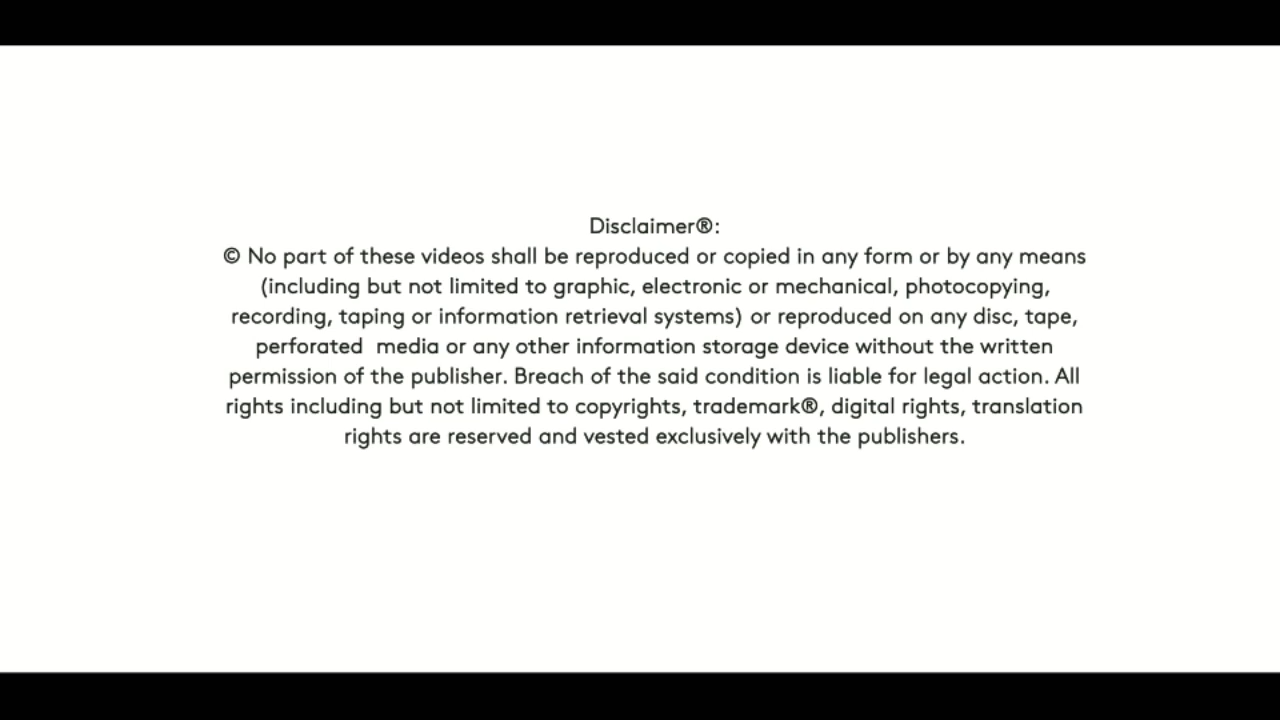 Disclaimer®:
© No part of these videos shall be reproduced or copied in any form or by any means
(including but not limited to graphic, electronic or mechanical, photocopying,
recording, taping or information retrieval systems) or reproduced on any disc, tape,
perforated  media or any other information storage device without the written
permission of the publisher. Breach of the said condition is liable for legal action. All
rights including but not limited to copyrights, trademark®, digital rights, translation
rights are reserved and vested exclusively with the publishers.